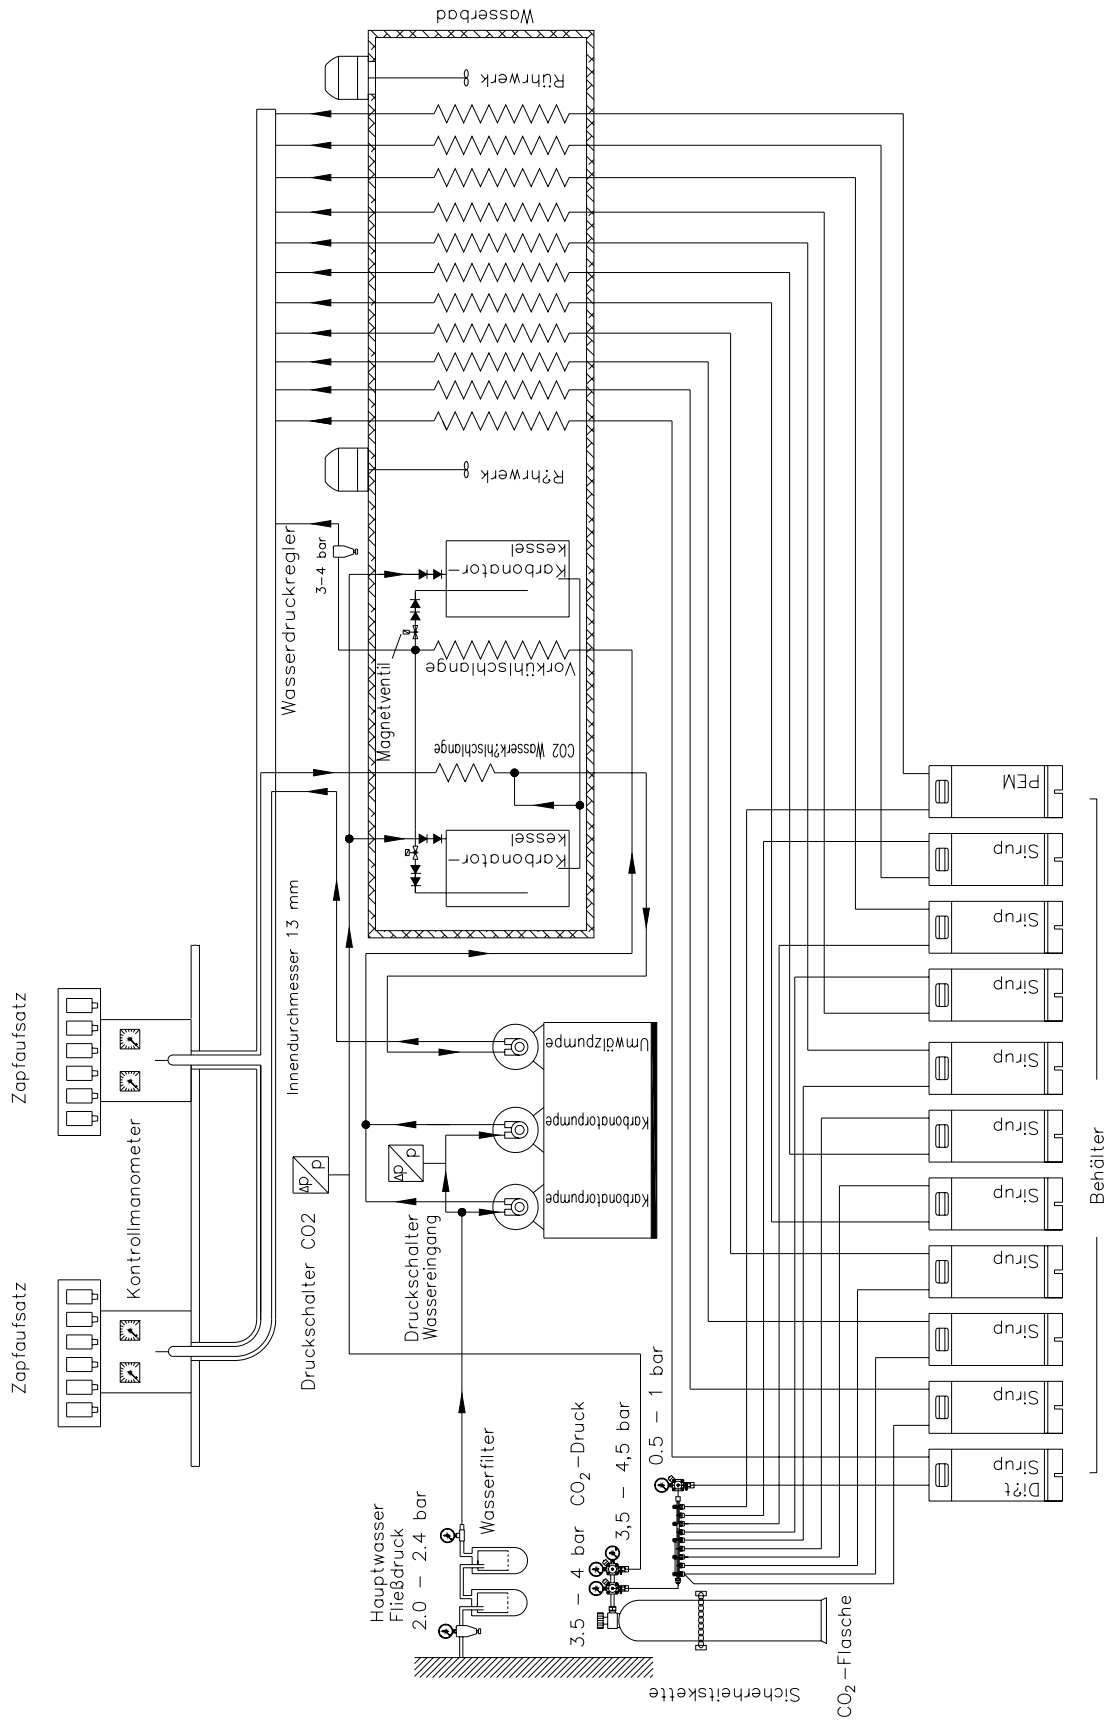 Wasserbad
Rührwerk
R?hrwerk
Wasserdruckregler
3-4 bar
Karbonator-
kessel
Magnetventil
Vorkühlschlange
CO2 Wasserk?hlschlange
Karbonator-
kessel
Innendurchmesser 13 mm
Zapfaufsatz
Zapfaufsatz
Kontrollmanometer
Δp
p
Druckschalter CO2
Δp
p
Druckschalter
Wassereingang
Umwälzpumpe
Karbonatorpumpe
Karbonatorpumpe
Hauptwasser
Fließdruck
2.0 – 2.4 bar
Wasserfilter
3.5 – 4 bar CO2-Druck
3,5 – 4,5 bar
0.5 – 1 bar
Sicherheitskette
CO2-Flasche
PEM
Sirup
Sirup
Sirup
Sirup
Sirup
Sirup
Sirup
Sirup
Sirup
Di?t
Sirup
Behälter